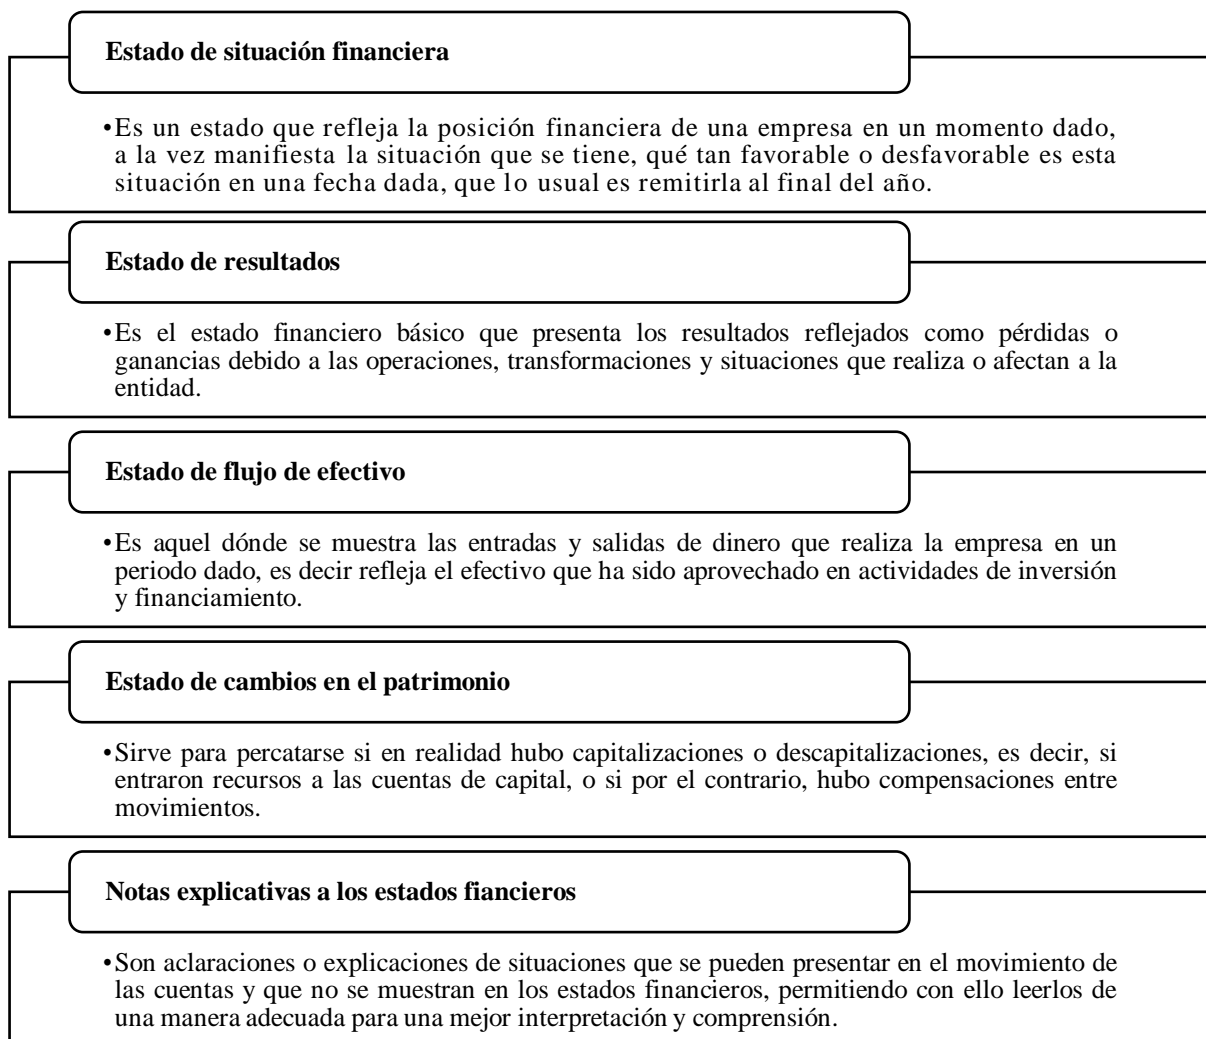 Estado de situación financiera
•Es un estado que refleja la posición financiera de una empresa en un momento dado,
a la vez manifiesta la situación que se tiene, qué tan favorable o desfavorable es esta
situación en una fecha dada, que lo usual es remitirla al final del año.
Estado de resultados
•Es el estado financiero básico que presenta los resultados reflejados como pérdidas o
ganancias debido a las operaciones, transformaciones y situaciones que realiza o afectan a la
entidad.
Estado de flujo de efectivo
•Es aquel dónde se muestra las entradas y salidas de dinero que realiza la empresa en un
periodo dado, es decir refleja el efectivo que ha sido aprovechado en actividades de inversión
y financiamiento.
Estado de cambios en el patrimonio
•Sirve para percatarse si en realidad hubo capitalizaciones o descapitalizaciones, es decir, si
entraron recursos a las cuentas de capital, o si por el contrario, hubo compensaciones entre
movimientos.
Notas explicativas a los estados fiancieros
•Son aclaraciones o explicaciones de situaciones que se pueden presentar en el movimiento de
las cuentas y que no se muestran en los estados financieros, permitiendo con ello leerlos de
una manera adecuada para una mejor interpretación y comprensión.